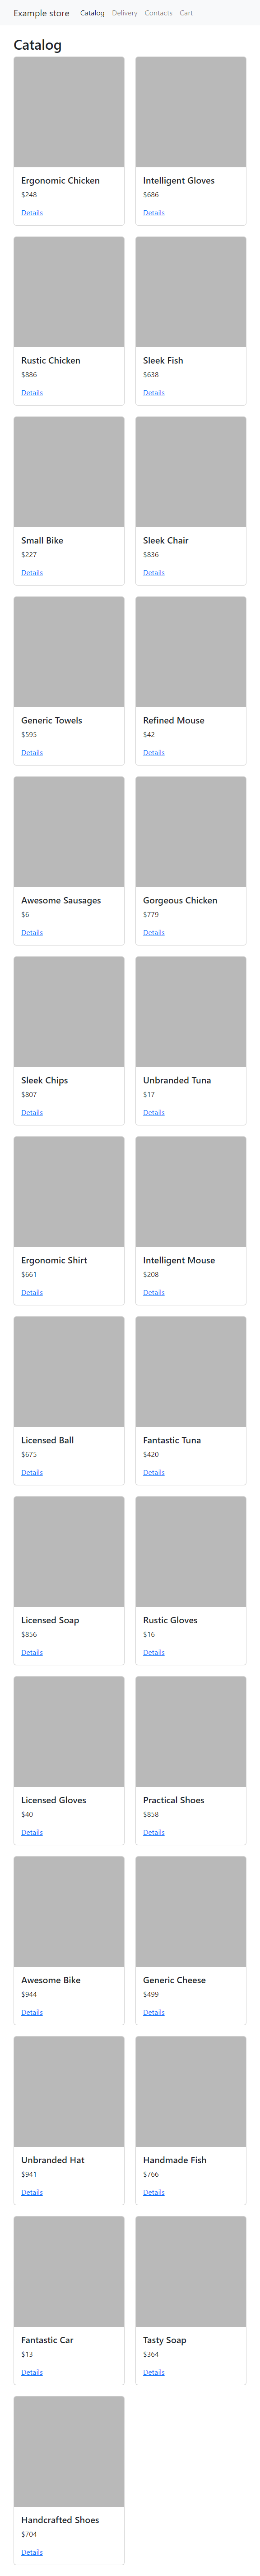 Example store Catalog Delivery Contacts Cart
Catalog
Ergonomic Chicken
$248
Details
Intelligent Gloves
$686
Details
Rustic Chicken
$886
Details
Sleek Fish
$638
Details
Small Bike
$227
Details
Sleek Chair
$836
Details
Generic Towels
$595
Details
Refined Mouse
$42
Details
Awesome Sausages
$6
Details
Gorgeous Chicken
$779
Details
Sleek Chips
$807
Details
Unbranded Tuna
$17
Details
Ergonomic Shirt
$661
Details
Intelligent Mouse
$208
Details
Licensed Ball
$675
Details
Fantastic Tuna
$420
Details
Licensed Soap
$856
Details
Rustic Gloves
$16
Details
Licensed Gloves
$40
Details
Practical Shoes
$858
Details
Awesome Bike
$944
Details
Generic Cheese
$499
Details
Unbranded Hat
$941
Details
Handmade Fish
$766
Details
Fantastic Car
$13
Details
Tasty Soap
$364
Details
Handcrafted Shoes
$704
Details